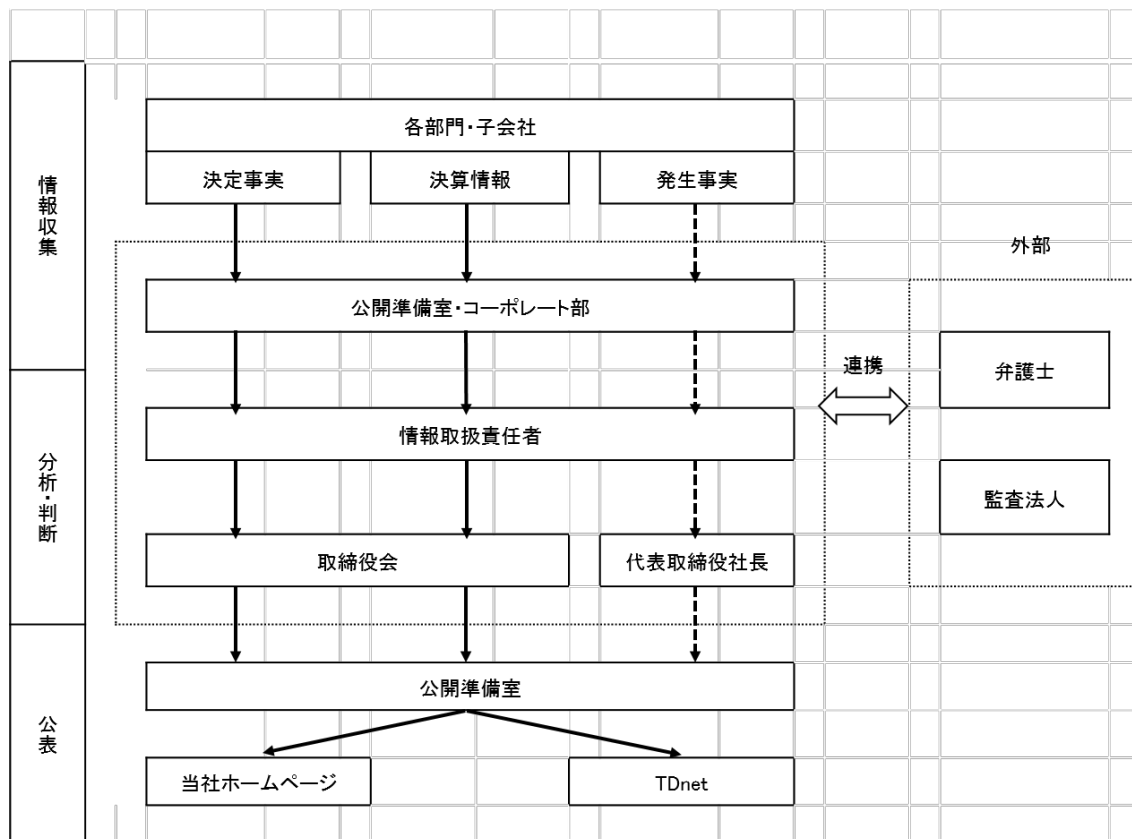 各部門・子会社
決定事実
決算情報
発生事実
情報収集
外部
公開準備室・コーポレート部
連携
弁護士
情報取扱責任者
分析・判断
監査法人
取締役会
代表取締役社長
公開準備室
公表
当社ホームページ
TDnet